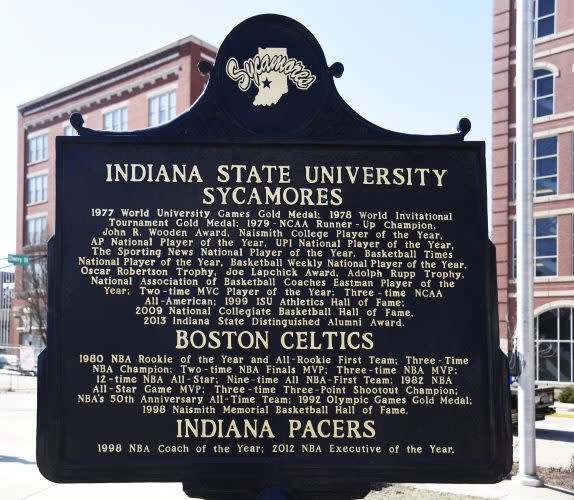 Sycamores
INDIANA STATE UNIVERSITY
SYCAMORES
1977 World University Games Gold Medal; 1978 World Invitational
Tournament Gold Medal; 1979-NCAA Runner-Up Champion,
John R. Wooden Award, Naismith College Player of the Year,
AP National Player of the Year, UPI National Player of the Year,
The Sporting News National Player of the Year, Basketball Times
National Player of the Year, Basketball Weekly National Player of the Year,
Oscar Robertson Trophy, Joe Lapchick Award, Adolph Rupp Trophy,
National Association of Basketball Coaches Eastman Player of the
Year; Two-time MVC Player of the Year; Three-time NCAA
All-American; 1999 ISU Athletics Hall of Fame;
2009 National Collegiate Basketball Hall of Fame,
2013 Indiana State Distinguished Alumni Award.
BOSTON CELTICS
1980 NBA Rookie of the Year and All-Rookie First Team; Three-Time
NBA Champion; Two-time NBA Finals MVP; Three-time NBA MVP;
12-time NBA All-Star; Nine-time All NBA-First Team; 1982 NBA
All-Star Game MVP; Three-time Three-Point Shootout Champion;
NBA's 50th Anniversary All-Time Team; 1992 Olympic Games Gold Medal;
1998 Naismith Memorial Basketball Hall of Fame.
INDIANA PACERS
1998 NBA Coach of the Year; 2012 NBA Executive of the Year.
Cherry St